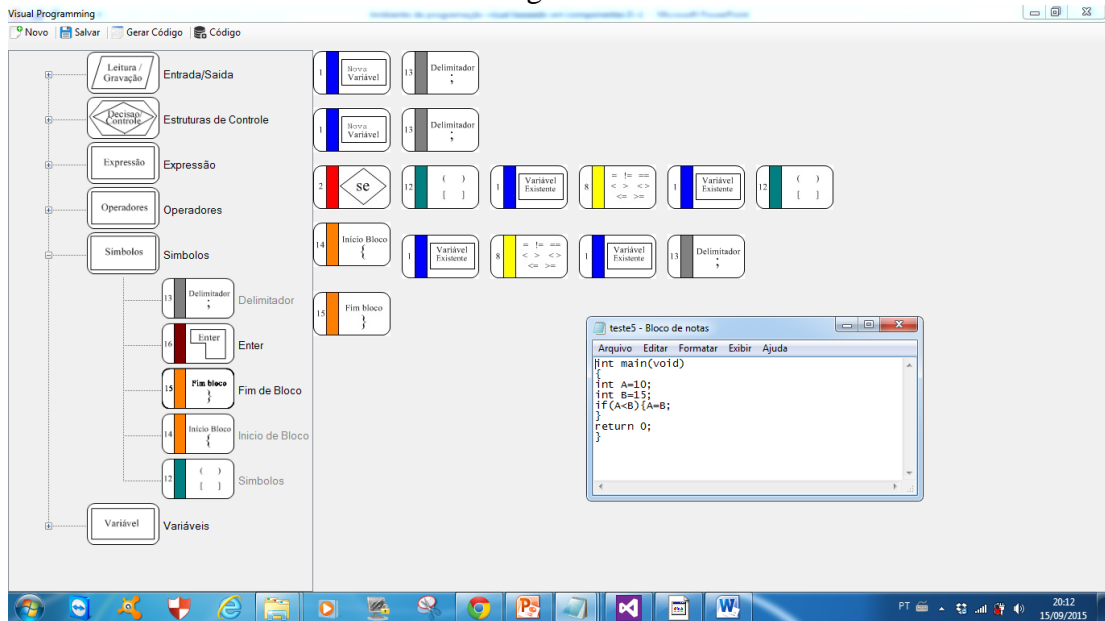 Visual Programming
Novo Salvar Gerar Código Código
Leitura / Gravação Entrada/Saida
Decisao/ Controle Estruturas de Controle
Expressão Expressão
Operadores Operadores
Simbolos Simbolos
13 Delimitador ; Delimitador
16 Enter Enter
15 Fim bloco } Fim de Bloco
14 Inicio Bloco { Inicio de Bloco
12 ( ) [ ] Simbolos
Variável Variáveis
1 Nova Variável 13 Delimitador ;
1 Nova Variável 13 Delimitador ;
2 se 12 ( ) [ ] 1 Variável Existente 8 = != == < > <> <= >= 1 Variável Existente 12 ( ) [ ]
14 Inicio Bloco { 1 Variável Existente 8 = != == < > <> <= >= 1 Variável Existente 13 Delimitador ;
15 Fim bloco }
teste5 - Bloco de notas
Arquivo Editar Formatar Exibir Ajuda
int main(void)
{
int A=10;
int B=15;
if(A<B){A=B;
}
return 0;
}
PT 20:12
15/09/2015